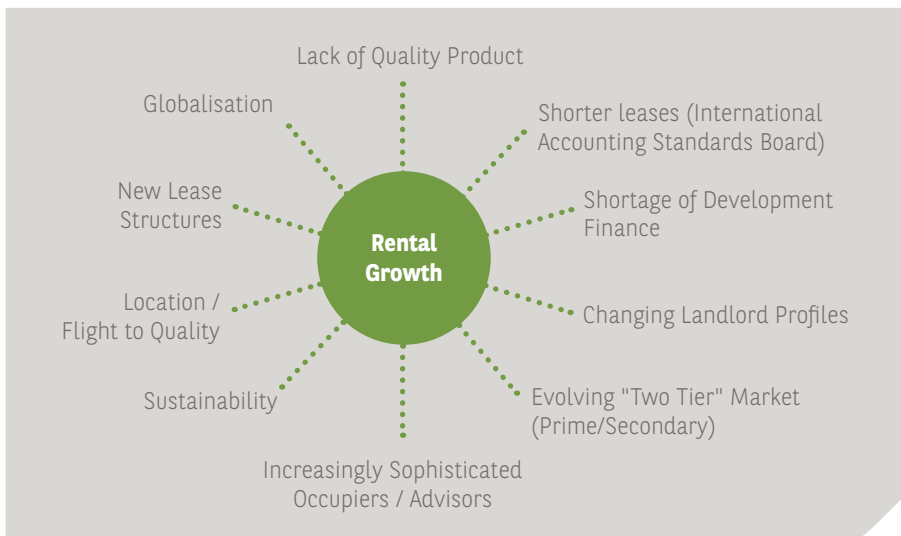 Lack of Quality Product
Globalisation
Shorter leases (International
Accounting Standards Board)
New Lease
Structures
Shortage of Development
Finance
Rental
Growth
Location /
Flight to Quality
Changing Landlord Profiles
Sustainability
Evolving "Two Tier" Market
(Prime/Secondary)
Increasingly Sophisticated
Occupiers / Advisors